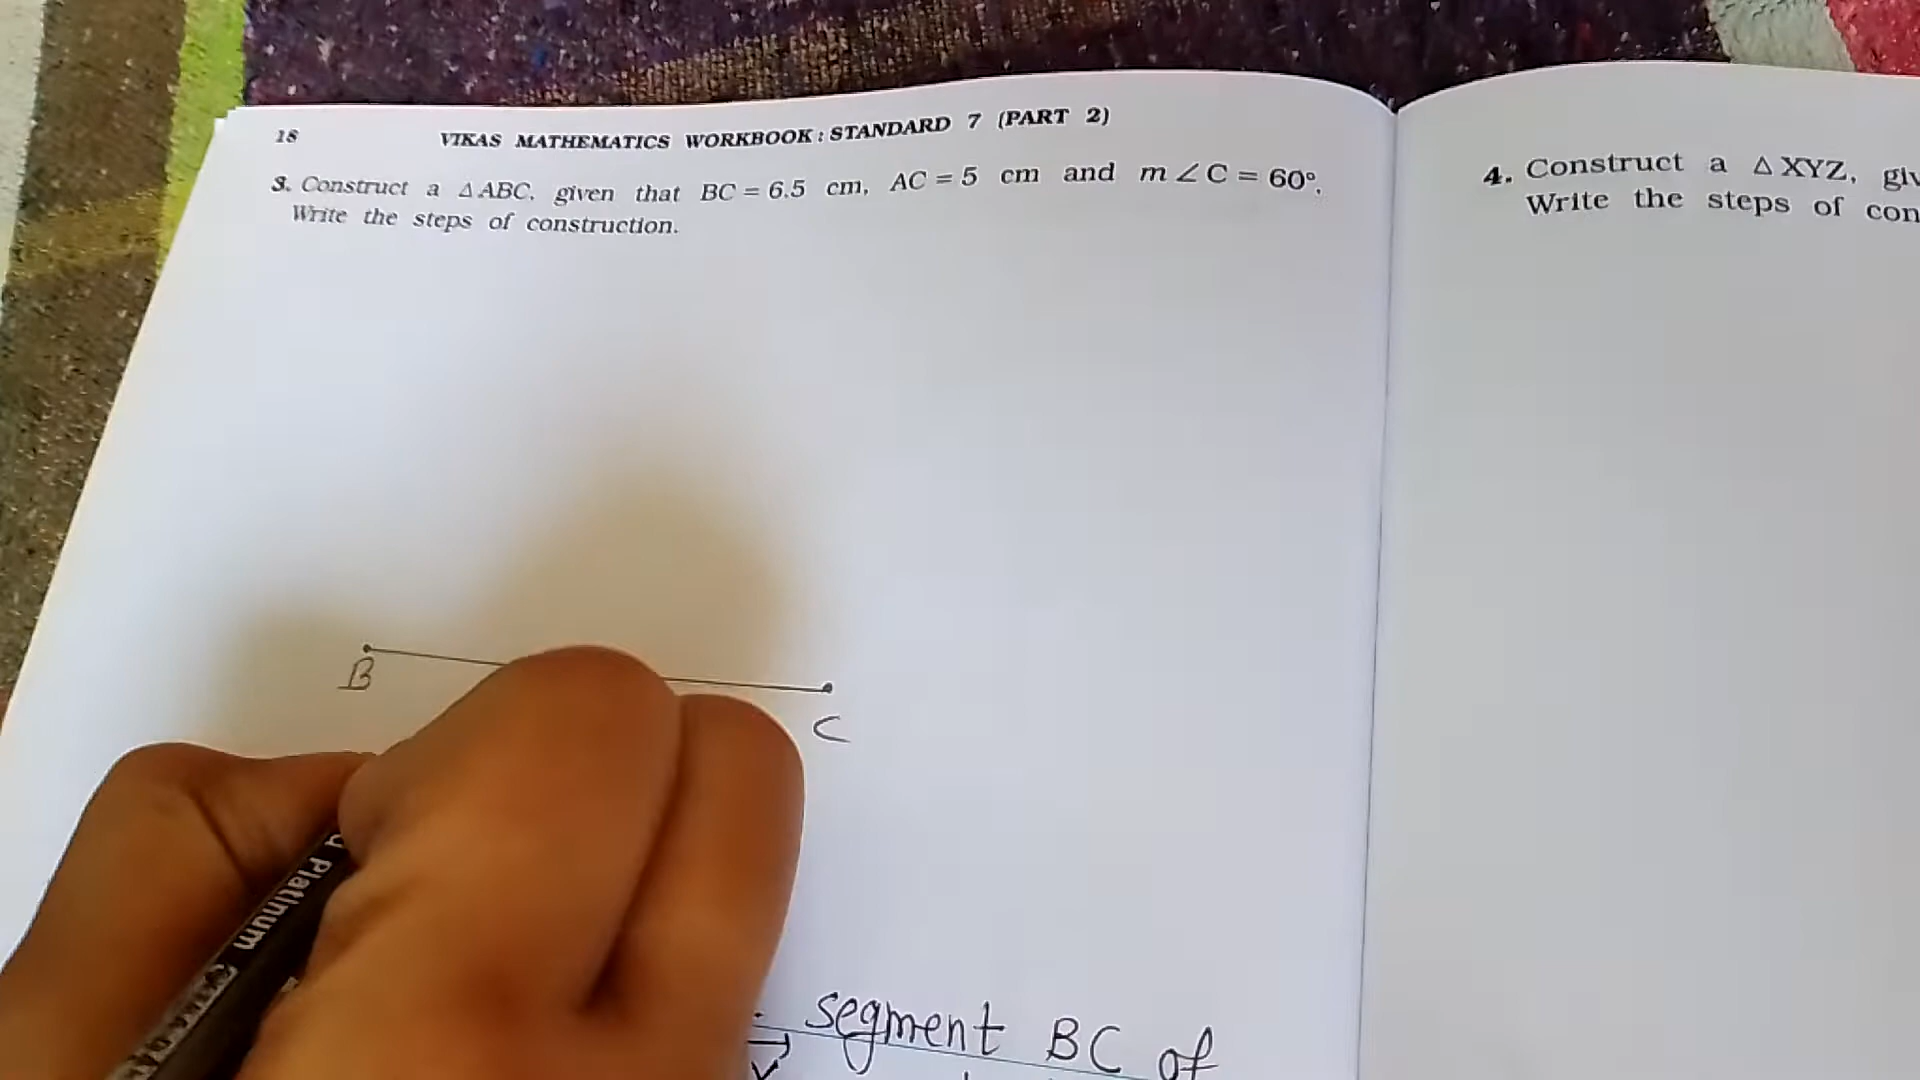 18 VIKAS MATHEMATICS WORKBOOK : STANDARD 7 (PART 2)
3. Construct a △ ABC, given that BC = 6.5 cm, AC = 5 cm and m ∠ C = 60°.
Write the steps of construction.
B
C
segment BC of
Platinum
4. Construct a △ XYZ,
Write the steps of